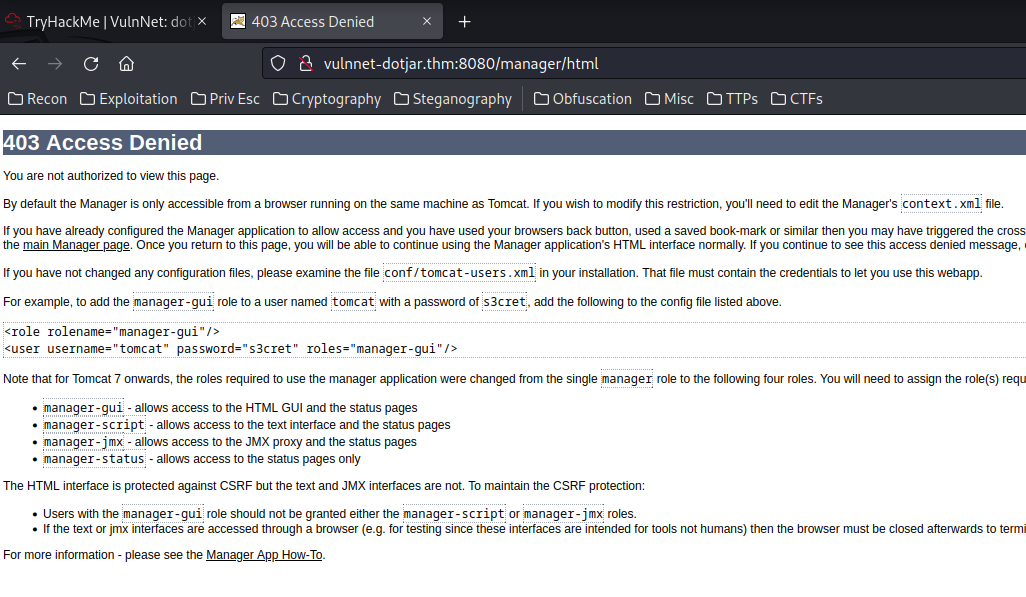 TryHackMe | VulnNet: dotj
403 Access Denied
vulnnet-dotjar.thm:8080/manager/html
Recon Exploitation Priv Esc Cryptography Steganography Obfuscation Misc TTPs CTFs
403 Access Denied
You are not authorized to view this page.
By default the Manager is only accessible from a browser running on the same machine as Tomcat. If you wish to modify this restriction, you'll need to edit the Manager's context.xml file.
If you have already configured the Manager application to allow access and you have used your browsers back button, used a saved book-mark or similar then you may have triggered the cross
the main Manager page. Once you return to this page, you will be able to continue using the Manager application's HTML interface normally. If you continue to see this access denied message,
If you have not changed any configuration files, please examine the file conf/tomcat-users.xml in your installation. That file must contain the credentials to let you use this webapp.
For example, to add the manager-gui role to a user named tomcat with a password of s3cret, add the following to the config file listed above.
<role rolename="manager-gui"/>
<user username="tomcat" password="s3cret" roles="manager-gui"/>
Note that for Tomcat 7 onwards, the roles required to use the manager application were changed from the single manager role to the following four roles. You will need to assign the role(s) requ
• manager-gui - allows access to the HTML GUI and the status pages
• manager-script - allows access to the text interface and the status pages
• manager-jmx - allows access to the JMX proxy and the status pages
• manager-status - allows access to the status pages only
The HTML interface is protected against CSRF but the text and JMX interfaces are not. To maintain the CSRF protection:
• Users with the manager-gui role should not be granted either the manager-script or manager-jmx roles.
• If the text or jmx interfaces are accessed through a browser (e.g. for testing since these interfaces are intended for tools not humans) then the browser must be closed afterwards to termi
For more information - please see the Manager App How-To.